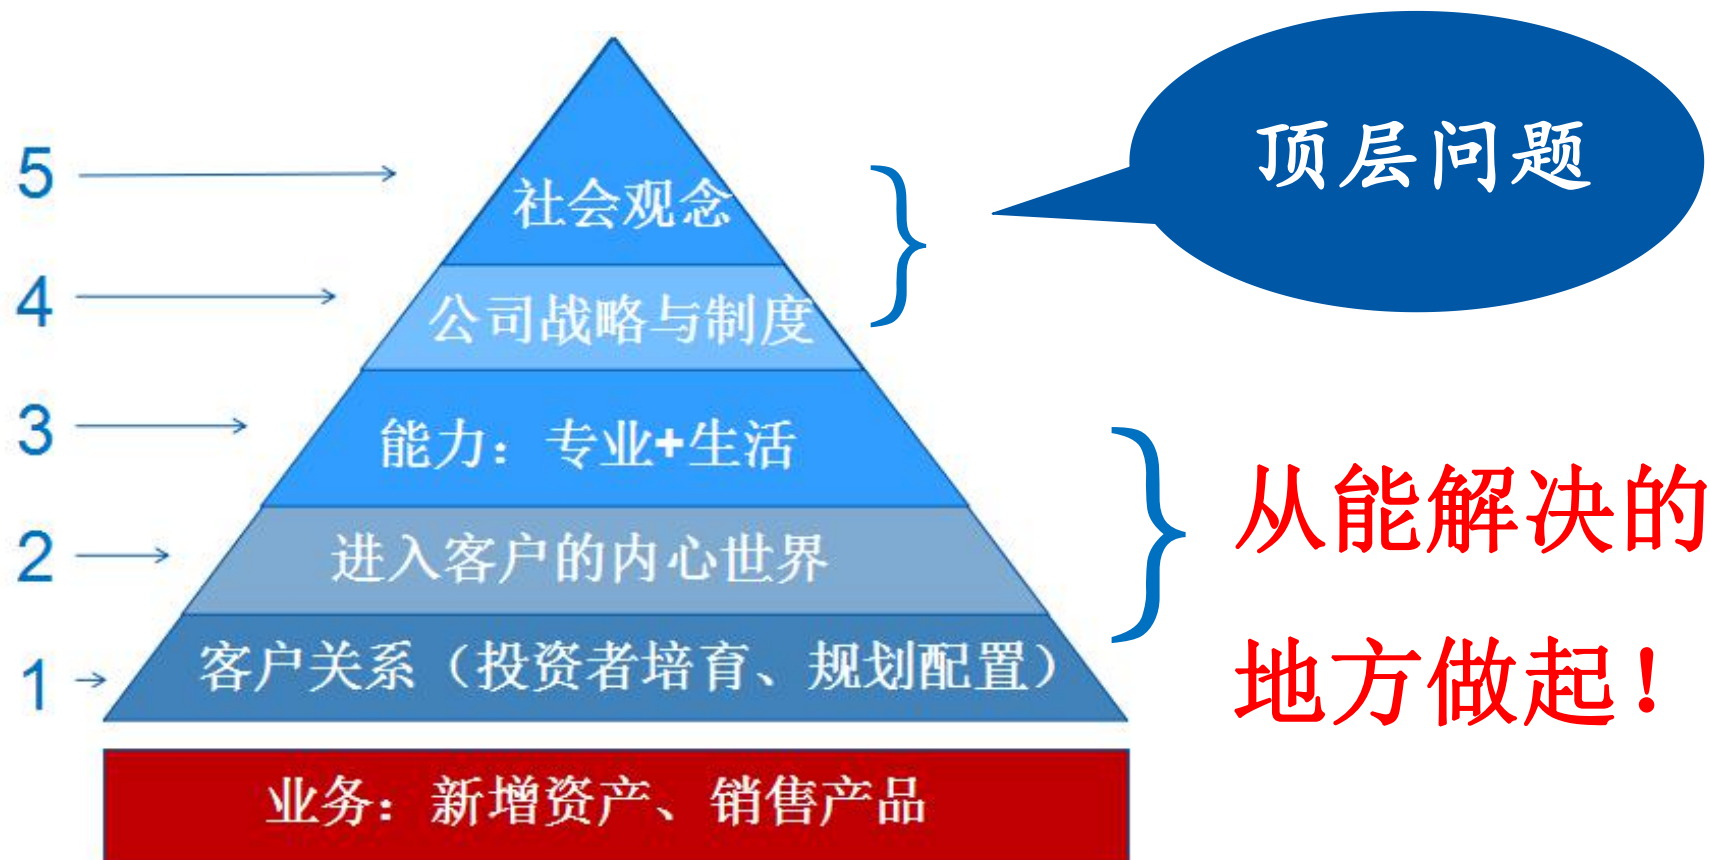 顶层问题
5
社会观念
4
公司战略与制度
3
能力：专业+生活
从能解决的
地方做起！
2
进入客户的内心世界
1
客户关系（投资者培育、规划配置）
业务：新增资产、销售产品